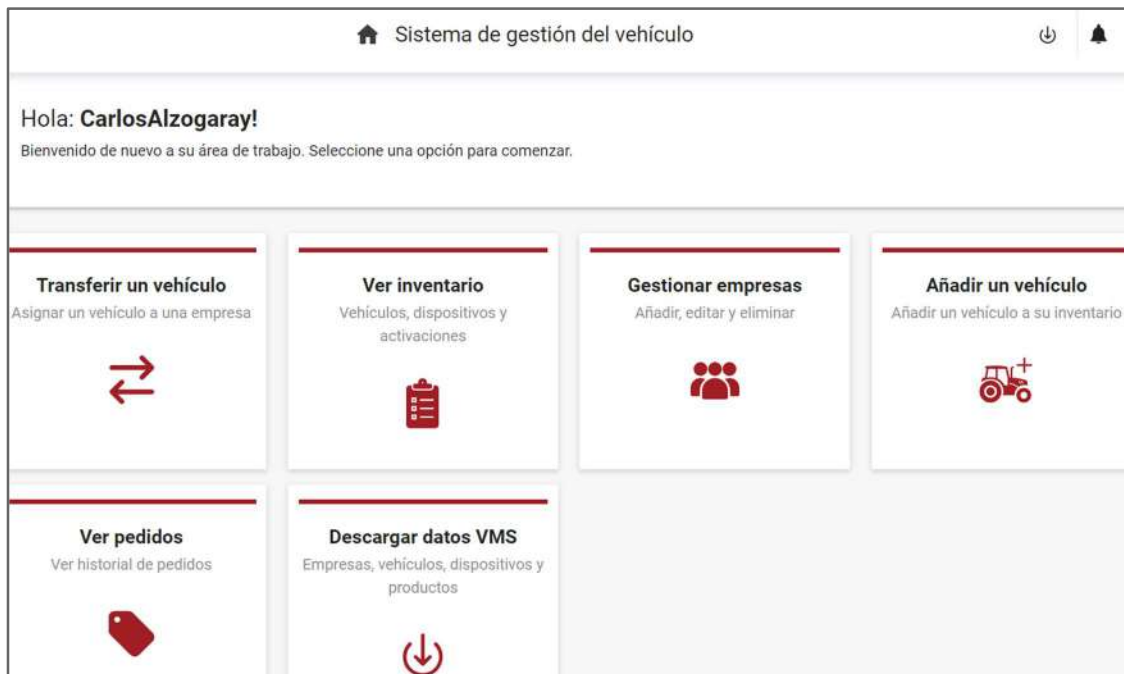 Sistema de gestión del vehículo
Hola: CarlosAlzogaray!
Bienvenido de nuevo a su área de trabajo. Seleccione una opción para comenzar.
Transferir un vehículo
Asignar un vehículo a una empresa
Ver inventario
Vehículos, dispositivos y
activaciones
Gestionar empresas
Añadir, editar y eliminar
Añadir un vehículo
Añadir un vehículo a su inventario
Ver pedidos
Ver historial de pedidos
Descargar datos VMS
Empresas, vehículos, dispositivos y
productos